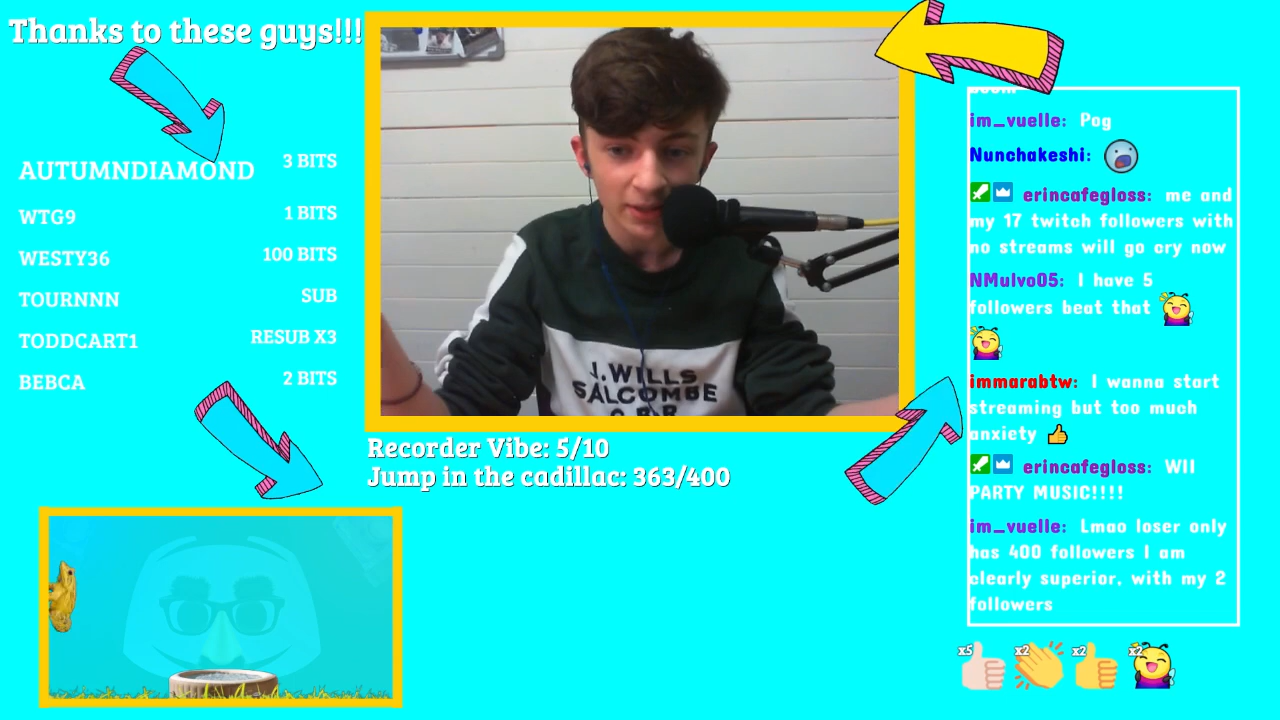 Thanks to these guys!!!
AUTUMNDIAMOND 3 BITS
WTG9 1 BITS
WESTY36 100 BITS
TOURNNN SUB
TODDCART1 RESUB X3
BEBCA 2 BITS
J.WILLS
SALCOMBE
Recorder Vibe: 5/10
Jump in the cadillac: 363/400
im_vuelle: Pog
Nunchakeshi:
erincafegloss: me and
my 17 twitch followers with
no streams will go cry now
NMulvo05: I have 5
followers beat that
immarabtw: I wanna start
streaming but too much
anxiety
erincafegloss: WII
PARTY MUSIC!!!!
im_vuelle: Lmao loser only
has 400 followers I am
clearly superior, with my 2
followers
x5 x2 x2 x2